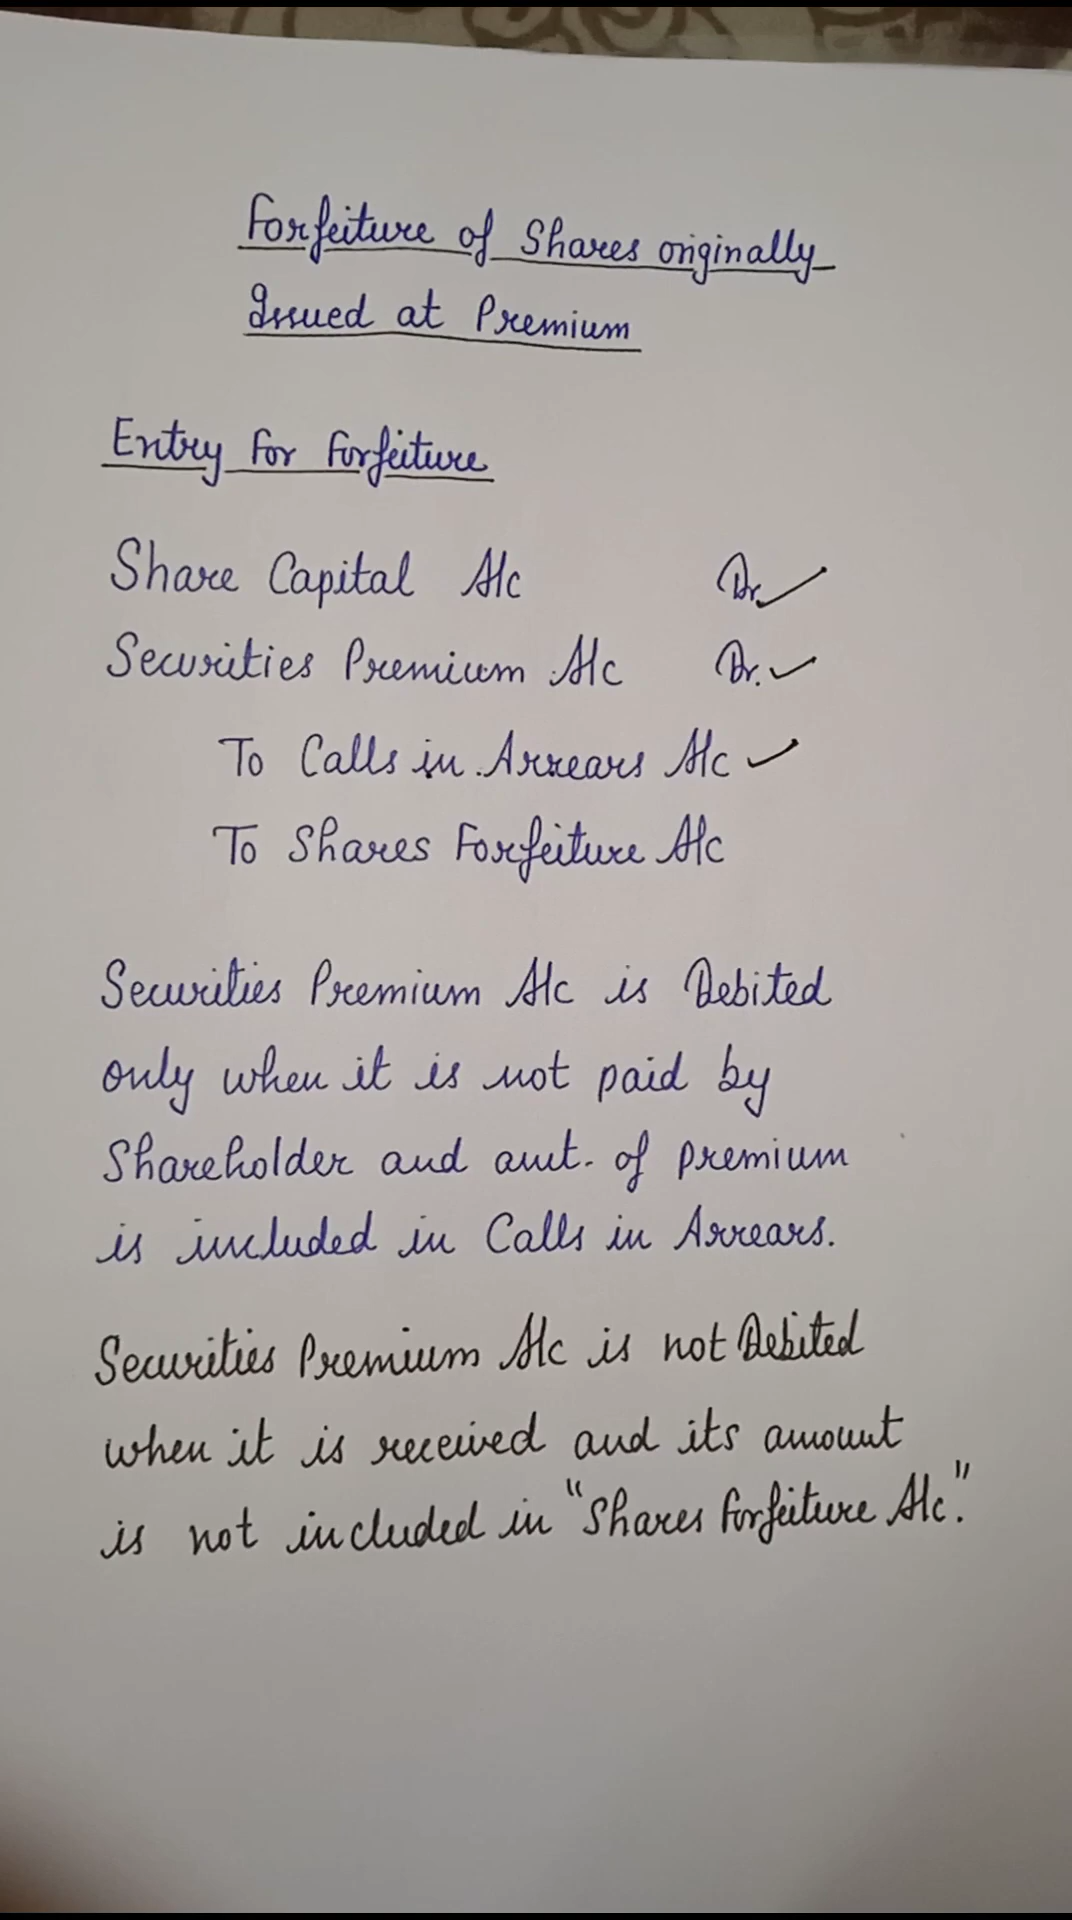 Forfeiture of Shares originally
Issued at Premium
Entry for forfeiture
Share Capital A/c Dr.
Securities Premium A/c Dr.
To Calls in Arrears A/c
To Shares Forfeiture A/c
Securities Premium A/c is Debited
only when it is not paid by
Shareholder and amt. of premium
is included in Calls in Arrears.
Securities Premium A/c is not Debited
when it is received and its amount
is not included in "Shares forfeiture A/c."